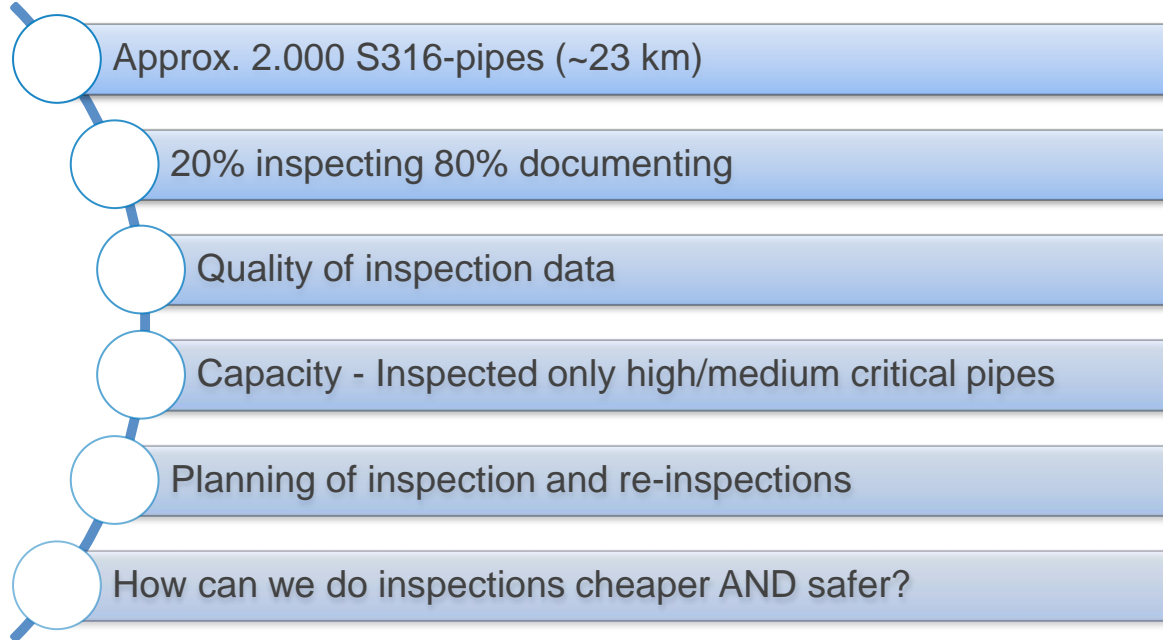 Approx. 2.000 S316-pipes (~23 km)
20% inspecting 80% documenting
Quality of inspection data
Capacity - Inspected only high/medium critical pipes
Planning of inspection and re-inspections
How can we do inspections cheaper AND safer?